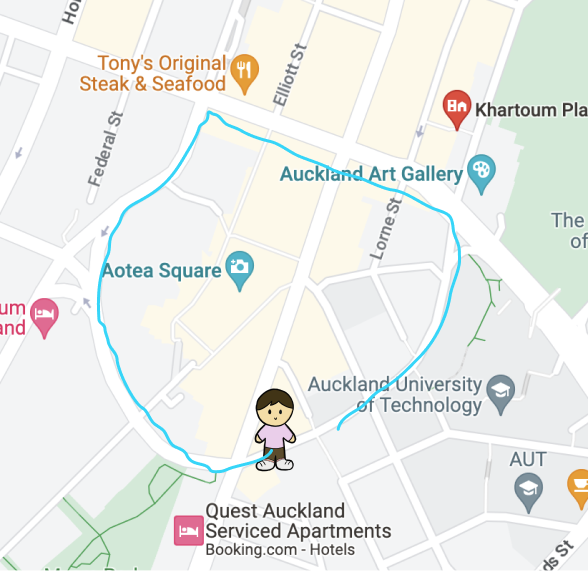 Ho
Tony's Original
Steak & Seafood
Elliott St
Federal St
Khartoum Pla
Auckland Art Gallery
The
of
Lorne St
Aotea Square
um
and
Auckland University
of Technology
AUT
Quest Auckland
Serviced Apartments
Booking.com - Hotels
ds St